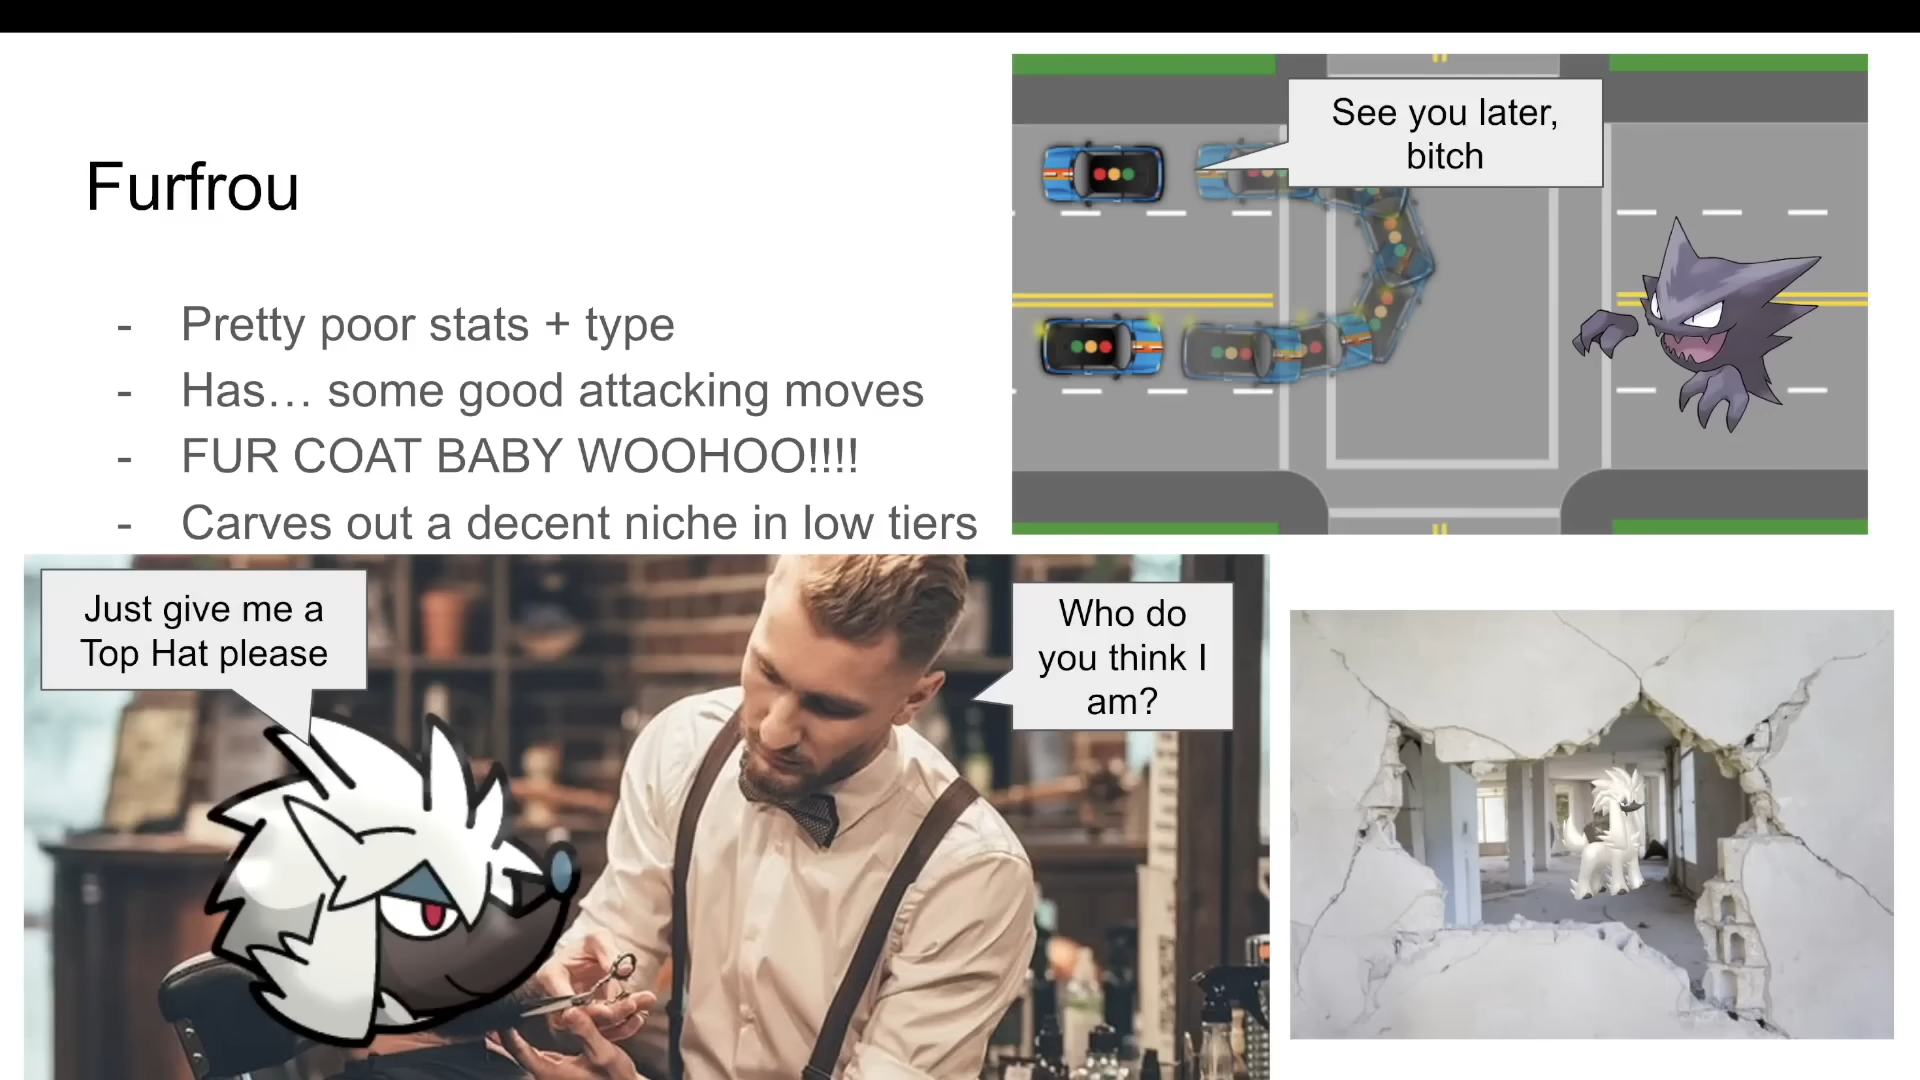 Furfrou
- Pretty poor stats + type
- Has… some good attacking moves
- FUR COAT BABY WOOHOO!!!!
- Carves out a decent niche in low tiers
See you later,
bitch
Just give me a
Top Hat please
Who do
you think I
am?